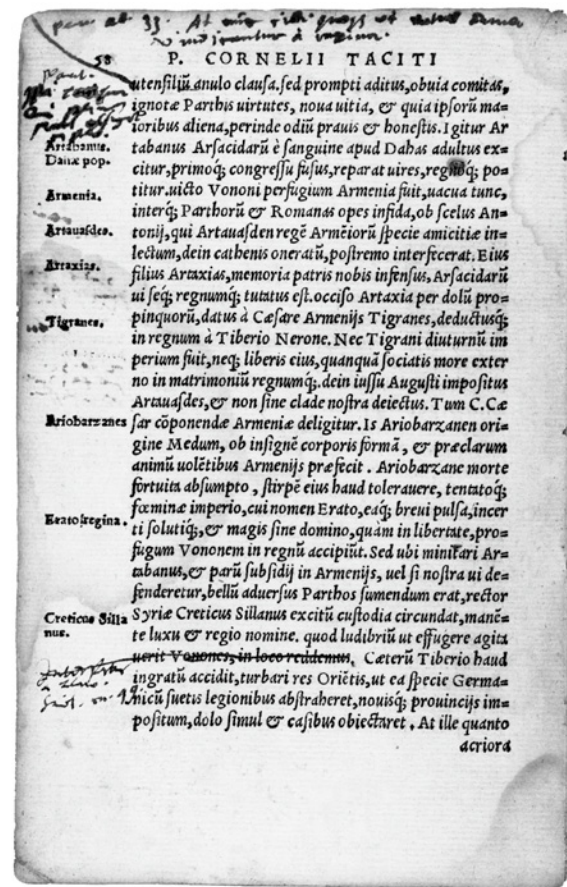 58 P. CORNELII TACITI
utensiliũ anulo clausa. sed prompti aditus, obuia comitas,
ignotæ Parthis uirtutes, noua uitia, & quia ipsorũ ma=
ioribus aliena, perinde odiũ prauis & honestis. Igitur Ar
Artabanus. tabanus Arsacidarũ è sanguine apud Dahas adultus ex=
Dahæ pop. citur, primoq́; congressu fusus, reparat uires, regnoq́; po=
titur. uicto Vononi perfugium Armenia fuit, uacua tunc,
Armenia. interq́; Parthorũ & Romanas opes infida, ob scelus An=
Artauasdes. tonij, qui Artauasden regẽ Armẽiorũ specie amicitiæ in=
lectum, dein cathenis oneratũ, postremo interfecerat. Eius
Artaxias. filius Artaxias, memoria patris nobis infensus, Arsacidarũ
ui seq́; regnumq́; tutatus est. occiso Artaxia per dolũ pro=
Tigranes. pinquorũ, datus à Cæsare Armenijs Tigranes, deductusq́;
in regnum à Tiberio Nerone. Nec Tigrani diuturnũ im
perium fuit, neq́; liberis eius, quanquã sociatis more exter
no in matrimoniũ regnumq́;. dein iussu Augusti impositus
Artauasdes, & non sine clade nostra deiectus. Tum C. Cæ
Ariobarzanes sar cõponendæ Armeniæ deligitur. Is Ariobarzanen ori=
gine Medum, ob insignẽ corporis formã, & præclarum
animũ uolẽtibus Armenijs præfecit. Ariobarzane morte
fortuita absumpto, stirpẽ eius haud tolerauere, tentatoq́;
fœminæ imperio, cui nomen Erato, eaq́; breui pulsa, incer
Erato regina. ti solutiq́;, & magis sine domino, quàm in libertate, pro=
fugum Vononem in regnũ accipiũt. Sed ubi minitari Ar=
tabanus, & parũ subsidij in Armenijs, uel si nostra ui de=
fenderetur, bellũ aduersus Parthos sumendum erat, rector
Creticus Silla Syriæ Creticus Sillanus excitũ custodia circundat, manẽ=
nus. te luxu & regio nomine. quod ludibriũ ut effugere agita
uerit Vonones, in loco reddemus. Cæterũ Tiberio haud
ingratũ accidit, turbari res Oriẽtis, ut ea specie Germa=
nicũ suetis legionibus abstraheret, nouisq́; prouincijs im=
positum, dolo simul & casibus obiectaret. At ille quanto
acriora